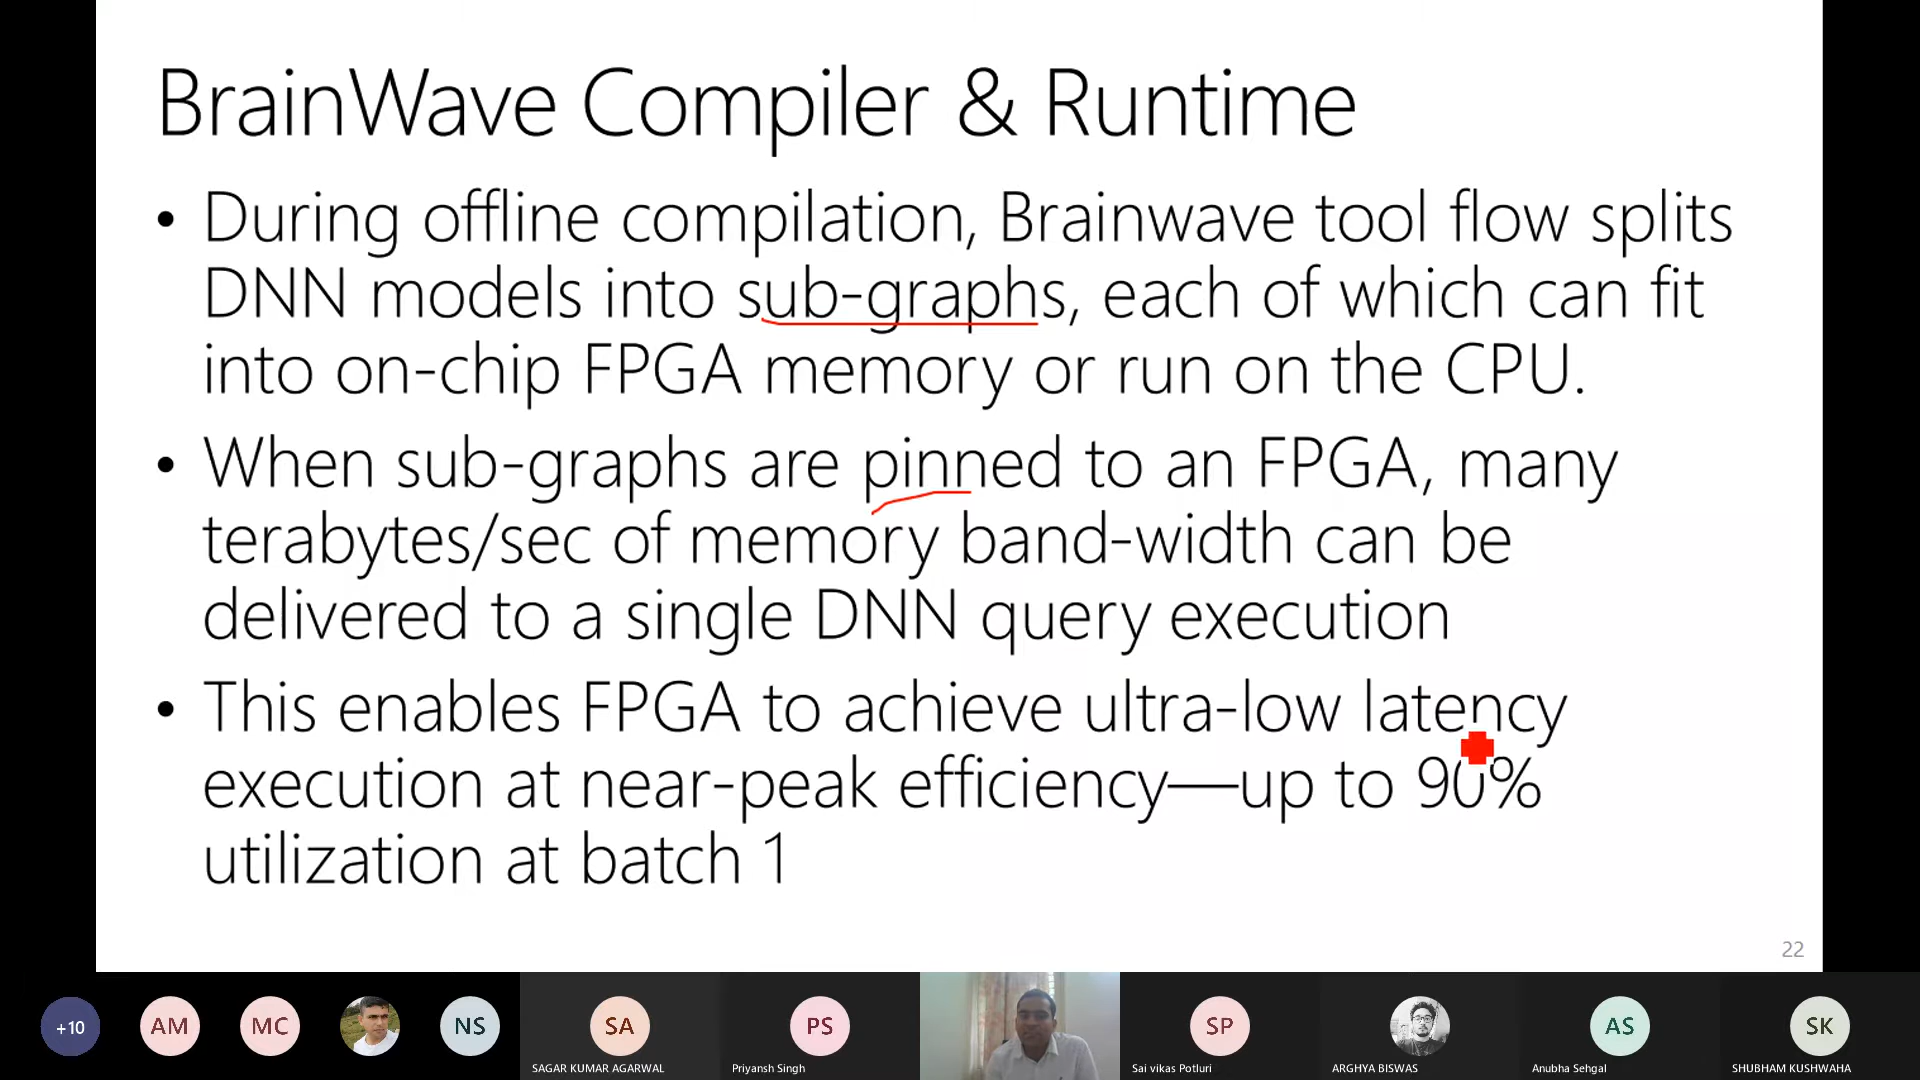 BrainWave Compiler & Runtime
• During offline compilation, Brainwave tool flow splits
DNN models into sub-graphs, each of which can fit
into on-chip FPGA memory or run on the CPU.
• When sub-graphs are pinned to an FPGA, many
terabytes/sec of memory band-width can be
delivered to a single DNN query execution
• This enables FPGA to achieve ultra-low latency
execution at near-peak efficiency—up to 90%
utilization at batch 1
22
+10
AM
MC
NS
SA
PS
SP
AS
SK
SAGAR KUMAR AGARWAL
Priyansh Singh
Sai vikas Potluri
ARGHYA BISWAS
Anubha Sehgal
SHUBHAM KUSHWAHA